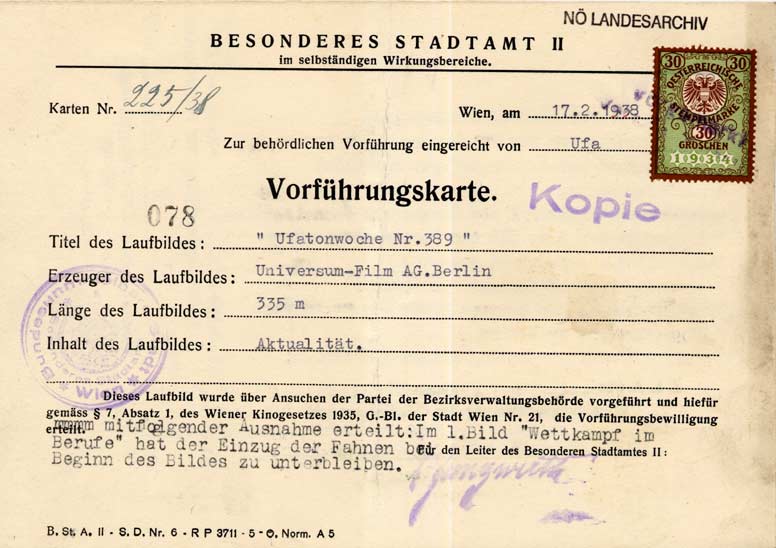 NÖ LANDESARCHIV
BESONDERES STADTAMT II
im selbständigen Wirkungsbereiche.
30 30
OESTERREICHISCHE
STEMPELMARKE
30
GROSCHEN
1934
Karten Nr. 225/38
Wien, am 17.2.1938
Zur behördlichen Vorführung eingereicht von Ufa
Vorführungskarte.
Kopie
078
Titel des Laufbildes: " Ufatonwoche Nr.389 "
Erzeuger des Laufbildes: Universum-Film AG.Berlin
Länge des Laufbildes: 335 m
Inhalt des Laufbildes: Aktualität.
Wien
Dieses Laufbild wurde über Ansuchen der Partei der Bezirksverwaltungsbehörde vorgeführt und hiefür
gemäss § 7, Absatz 1, des Wiener Kinogesetzes 1935, G.-Bl. der Stadt Wien Nr. 21, die Vorführungsbewilligung
erteilt.
mitfolgender Ausnahme erteilt:Im 1.Bild "Wettkampf im
Berufe" hat der Einzug der Fahnen bei
Für den Leiter des Besonderen Stadtamtes II:
Beginn des Bildes zu unterbleiben.
B. St. A. II - S. D. Nr. 6 - R P 3711 - 5 - Ö. Norm. A 5